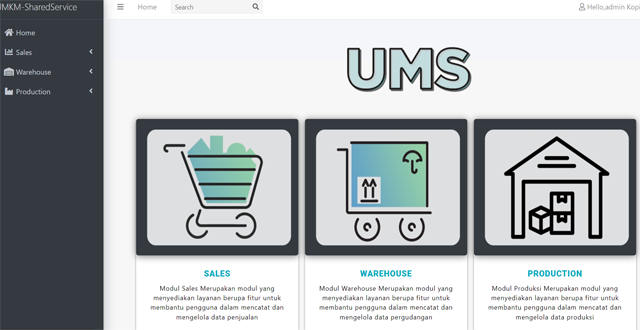 UMKM-SharedService
Home
Search
Hello,admin Kopi
Home
Sales
Warehouse
Production
UMS
SALES
Modul Sales Merupakan modul yang
menyediakan layanan berupa fitur untuk
membantu pengguna dalam mencatat dan
mengelola data penjualan
WAREHOUSE
Modul Warehouse Merupakan modul yang
menyediakan layanan berupa fitur untuk
membantu pengguna dalam mencatat dan
mengelola data pergudangan
PRODUCTION
Modul Produksi Merupakan modul yang
menyediakan layanan berupa fitur untuk
membantu pengguna dalam mencatat dan
mengelola data produksi